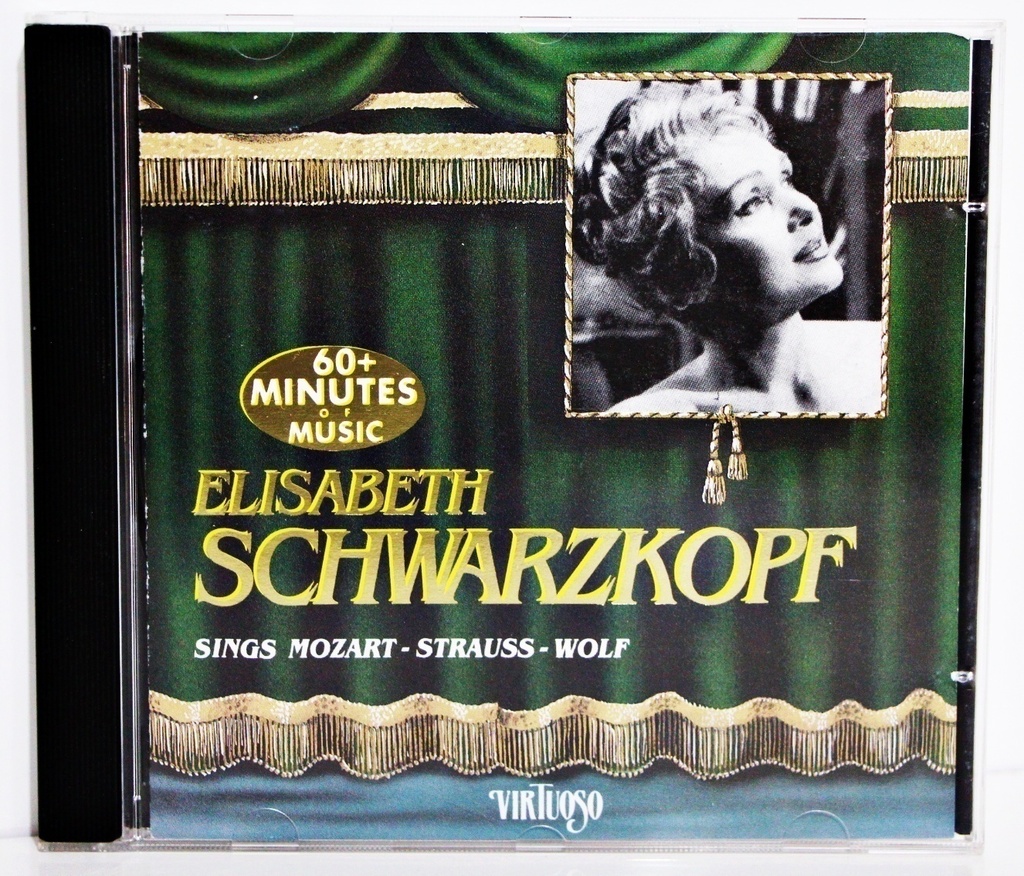 60+
MINUTES
OF
MUSIC
ELISABETH
SCHWARZKOPF
SINGS MOZART - STRAUSS - WOLF
VIRTUOSO